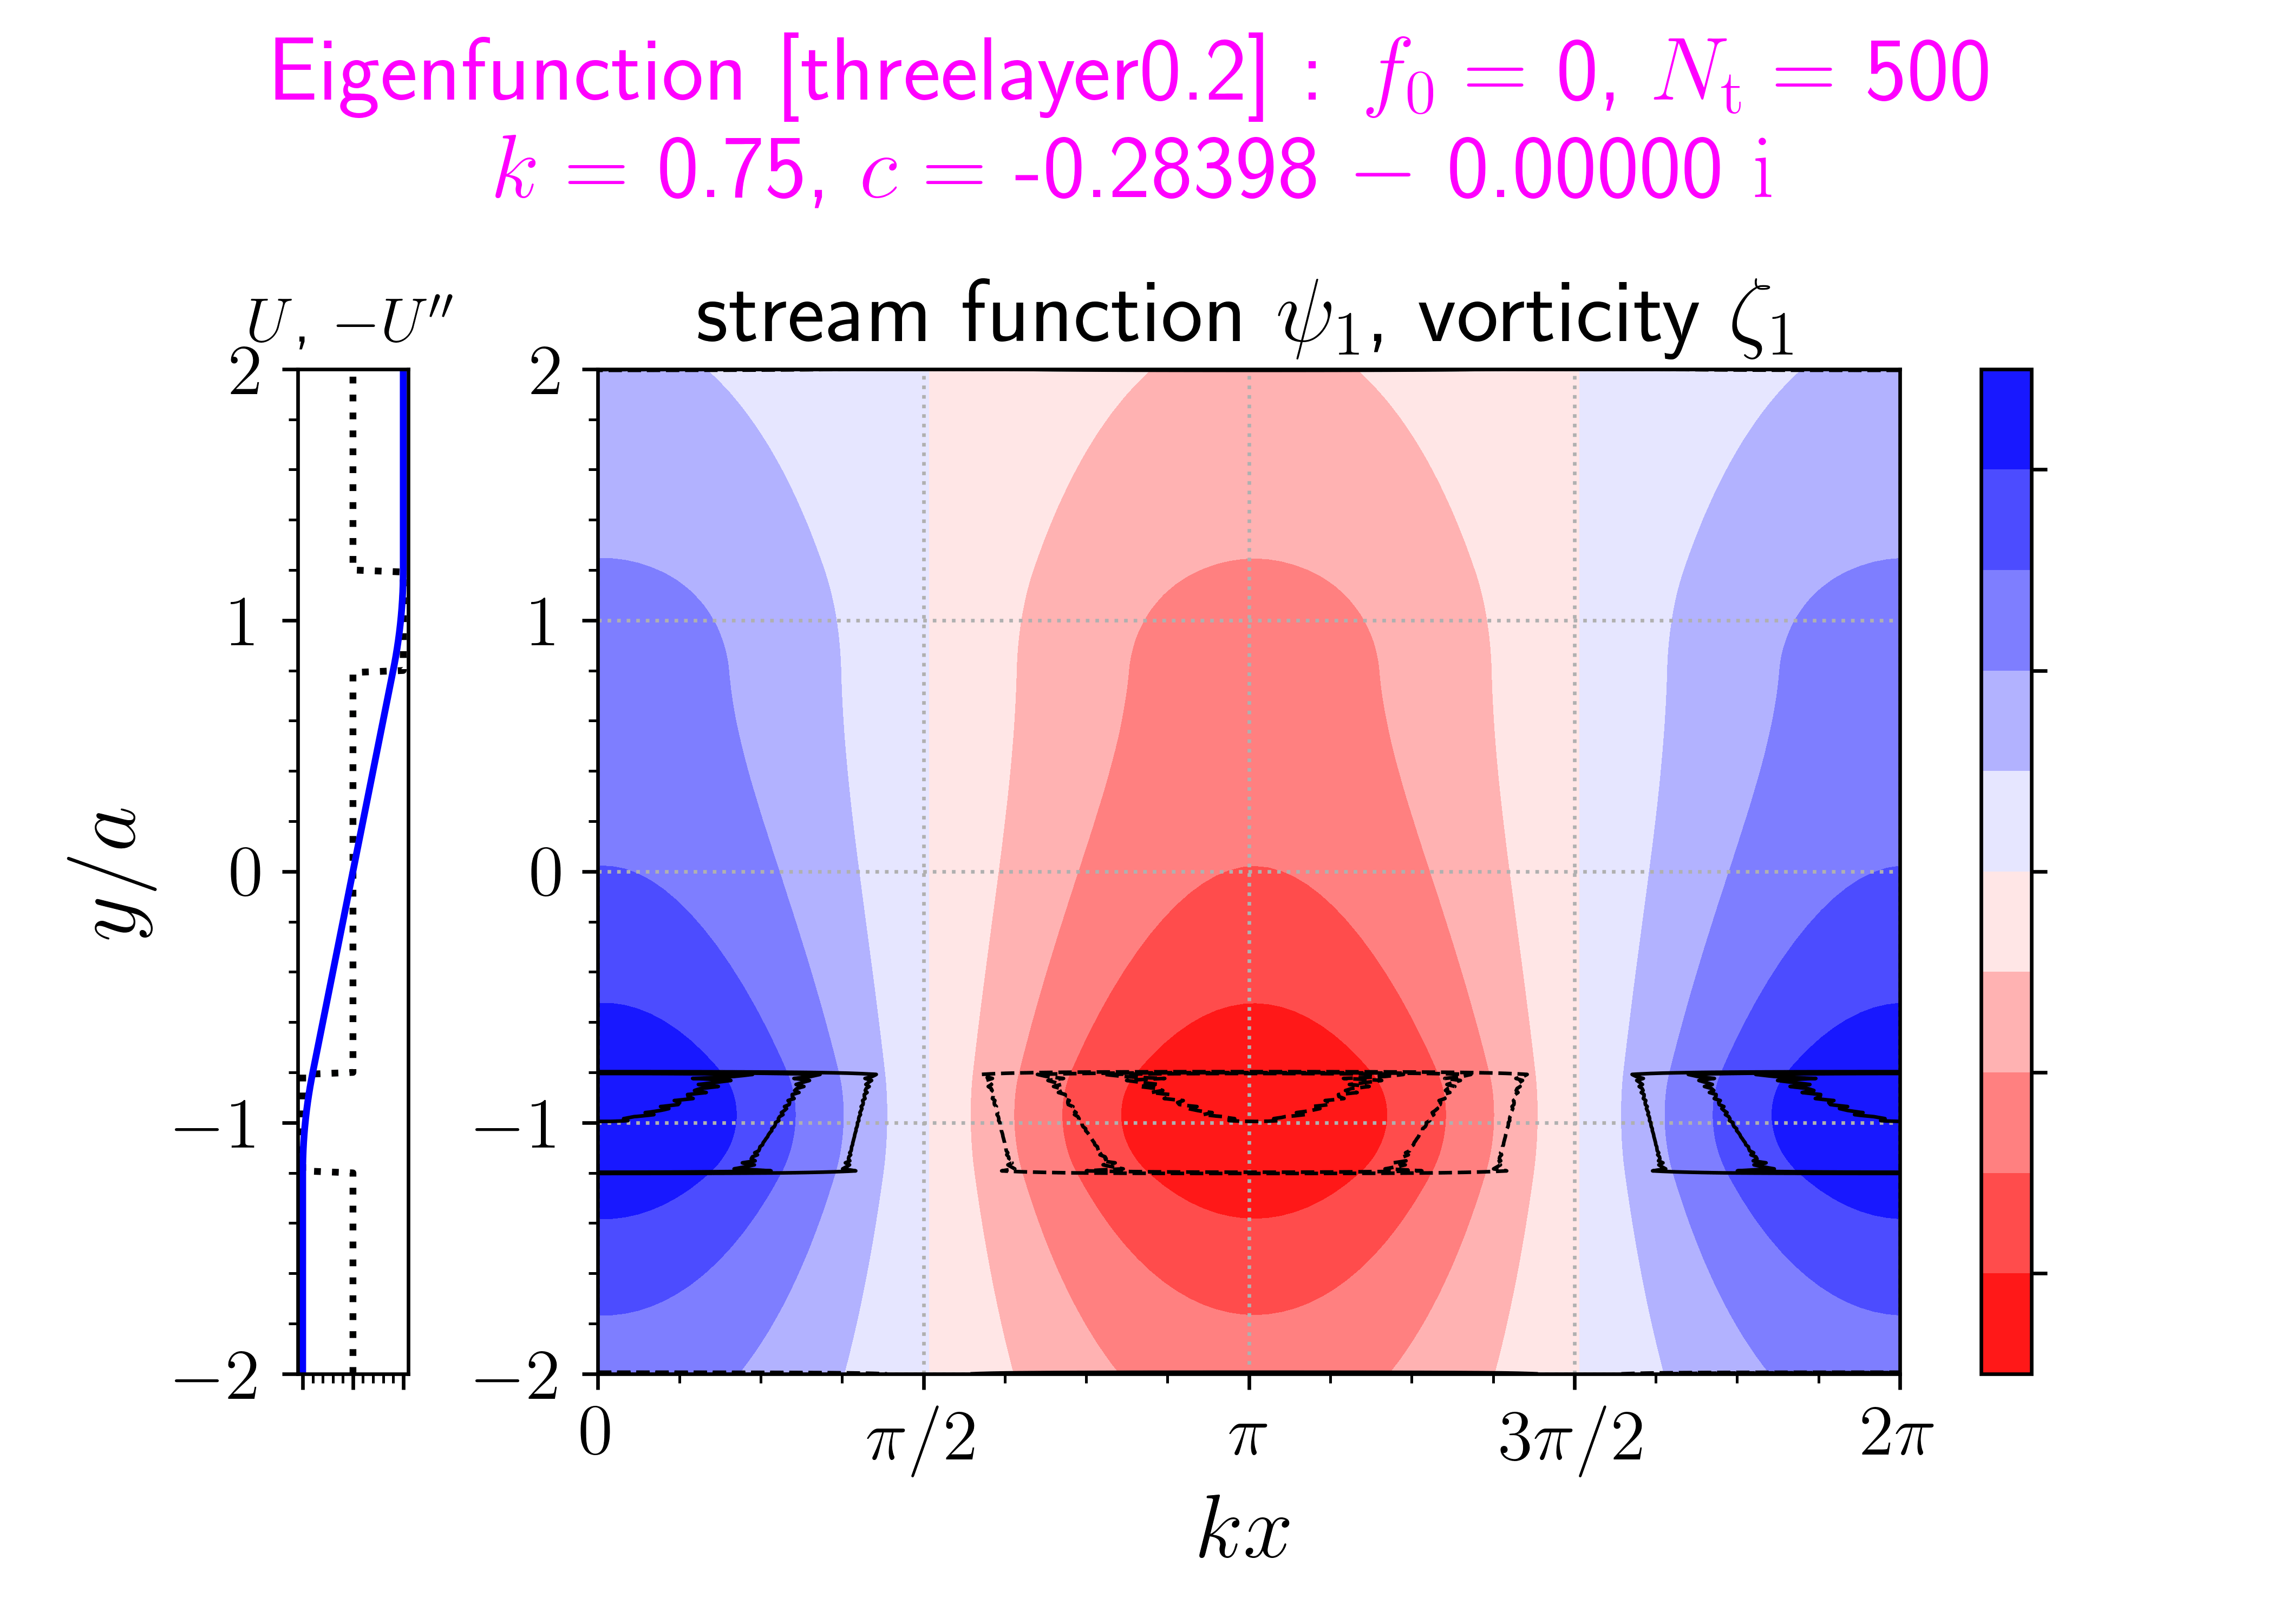 Eigenfunction [threelayer0.2] : f₀ = 0, Nₜ = 500
k = 0.75, c = -0.28398 − 0.00000 i
U, −U″
stream function ψ₁, vorticity ζ₁
2
1
0
−1
−2
y/a
2
1
0
−1
−2
0 π/2 π 3π/2 2π
kx